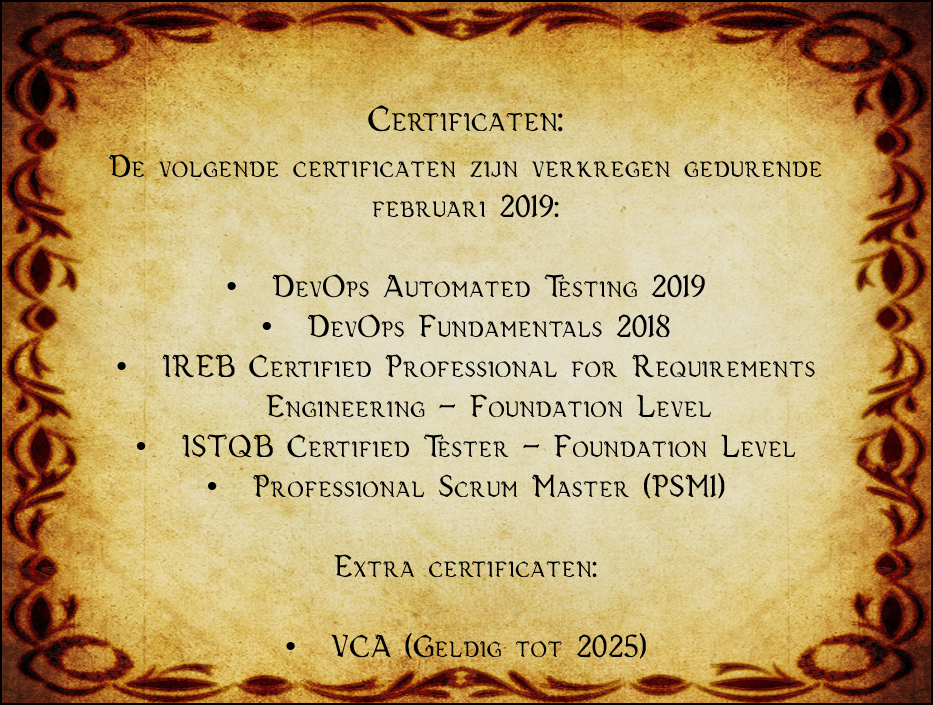 Certificaten:
De volgende certificaten zijn verkregen gedurende
februari 2019:
• DevOps Automated Testing 2019
• DevOps Fundamentals 2018
• IREB Certified Professional for Requirements
Engineering – Foundation Level
• ISTQB Certified Tester – Foundation Level
• Professional Scrum Master (PSM1)
Extra certificaten:
• VCA (Geldig tot 2025)